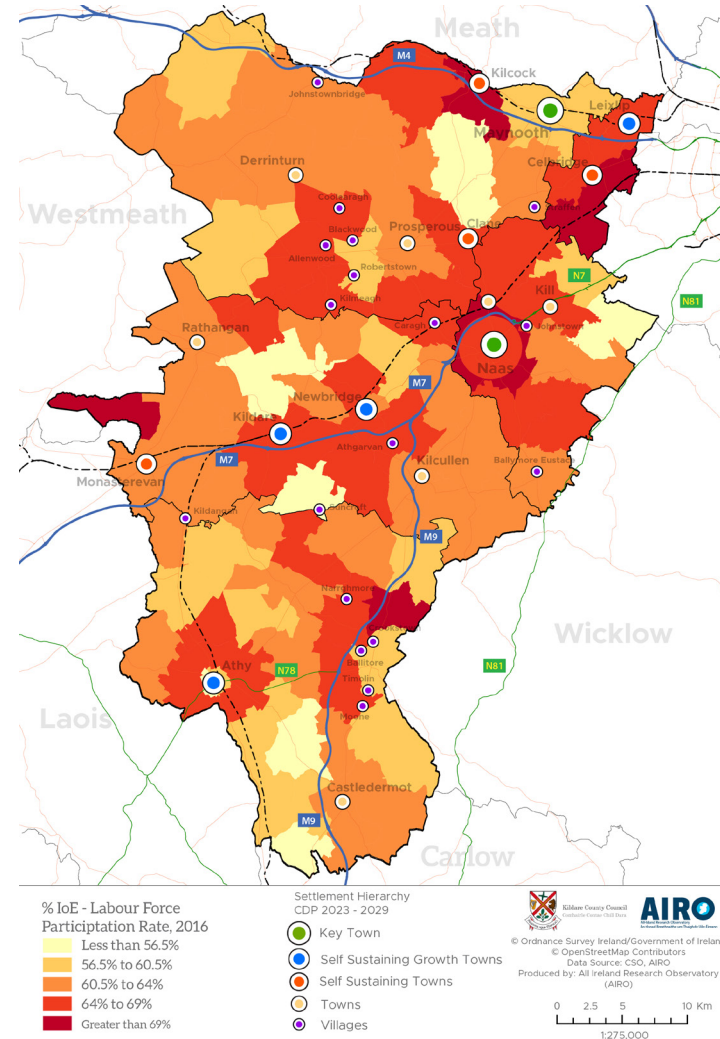 Meath
M4
Kilcock
Johnstownbridge
Leixlip
Maynooth
Derrinturn
Celbridge
Westmeath
Coill Dubh
Prosperous
Clane
Blackwood
Allenwood
Robertstown
N7
Kill
N81
Kilmeagh
Caragh
Johnstown
Rathangan
Naas
M7
Newbridge
Kildare
Athgarvan
M7
Kilcullen
Ballymore Eustace
Monasterevan
Kildangan
Suncroft
M9
Narraghmore
Wicklow
Athy
N78
Ballitore
N81
Timolin
Laois
Moone
Castledermot
M9
Carlow
% IoE - Labour Force
Participtation Rate, 2016
Less than 56.5%
56.5% to 60.5%
60.5% to 64%
64% to 69%
Greater than 69%
Settlement Hierarchy
CDP 2023 - 2029
Key Town
Self Sustaining Growth Towns
Self Sustaining Towns
Towns
Villages
Kildare County Council
AIRO
© Ordnance Survey Ireland/Government of Irelan
© OpenStreetMap Contributors
Data Source: CSO, AIRO
Produced by: All Ireland Research Observatory
(AIRO)
0 2.5 5 10 Km
1:275,000